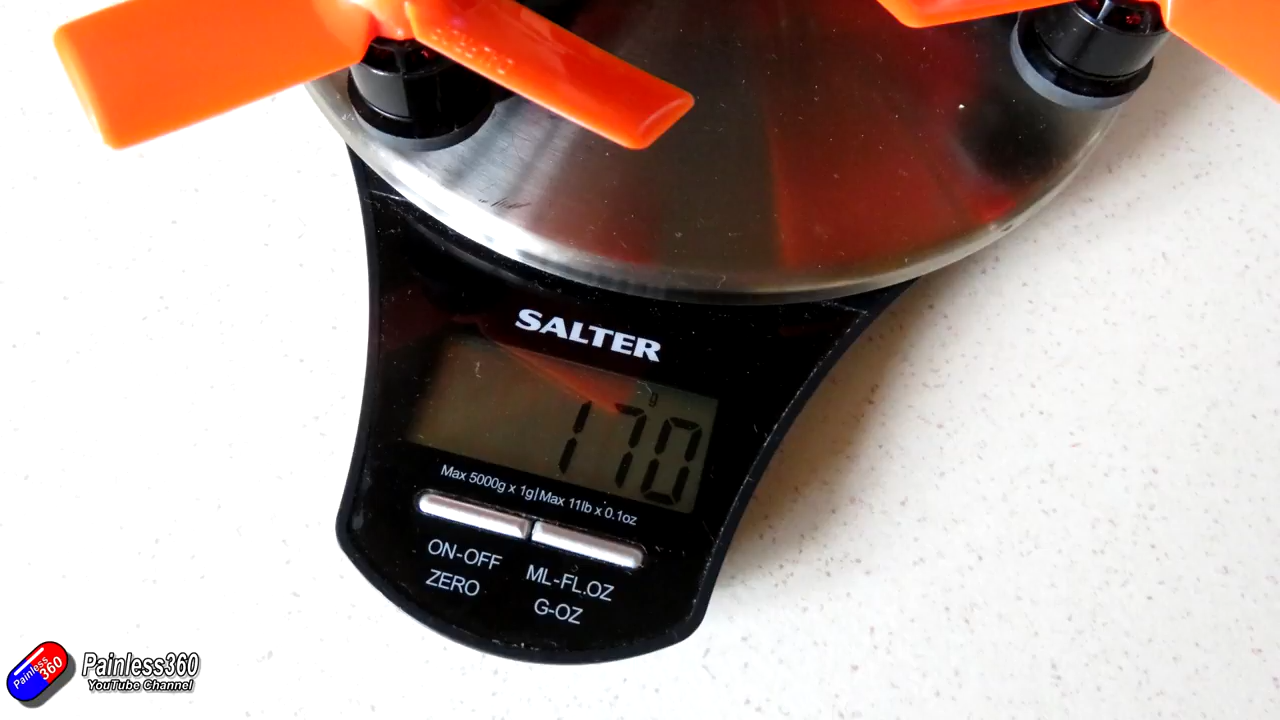 SALTER
g
170
Max 5000g x 1g|Max 11lb x 0.1oz
ON-OFF
ZERO
ML-FL.OZ
G-OZ
Painless
360
Painless360
YouTube Channel